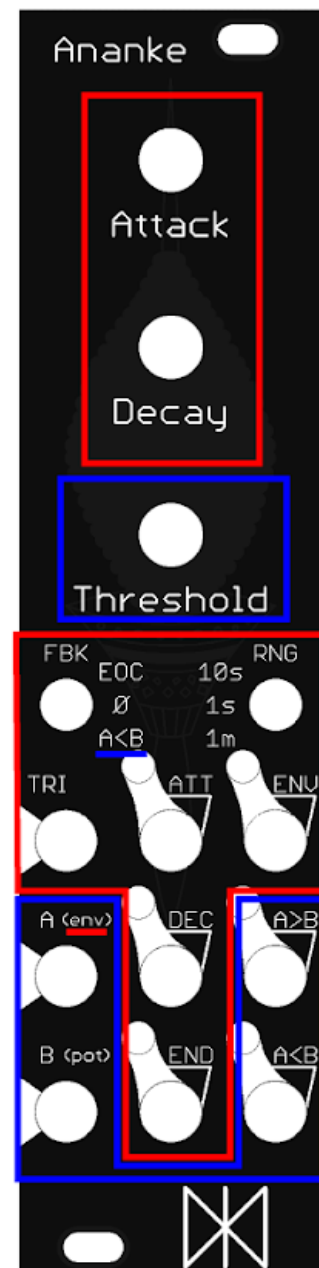 Ananke
Attack
Decay
Threshold
FBK RNG
EOC 10s
Ø 1s
A<B 1m
TRI ATT ENV
A (env) DEC A>B
B (pot) END A<B